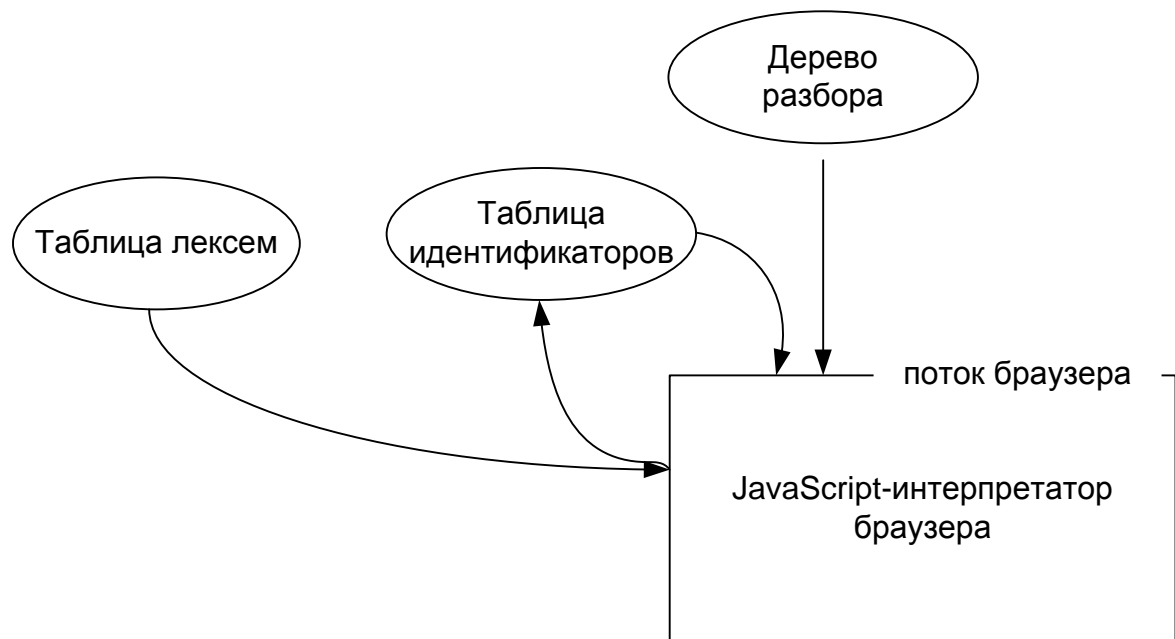 Дерево
разбора
Таблица
идентификаторов
Таблица лексем
поток браузера
JavaScript-интерпретатор
браузера